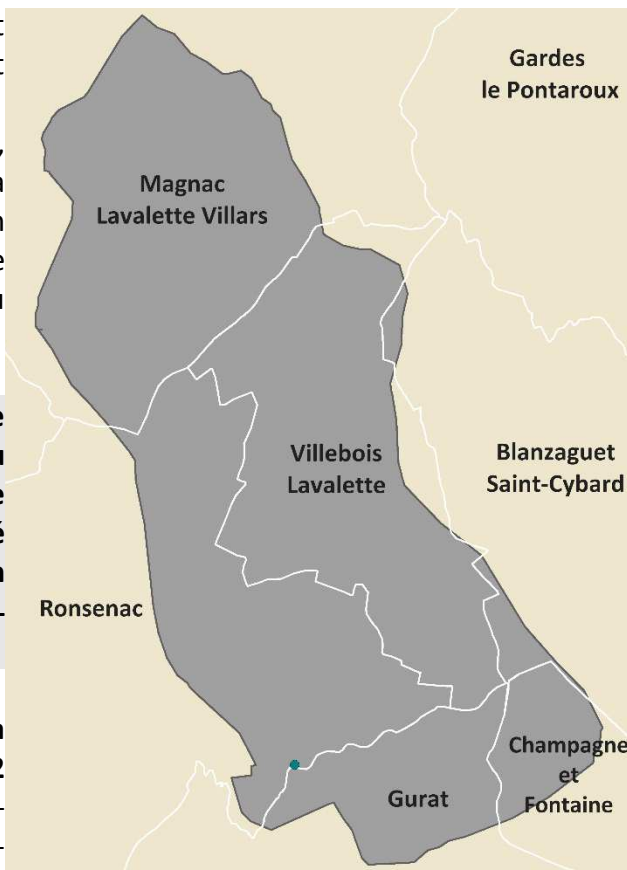 Gardes
le Pontaroux
Magnac
Lavalette Villars
Villebois
Lavalette
Blanzaguet
Saint-Cybard
Ronsenac
Champagne
et
Fontaine
Gurat